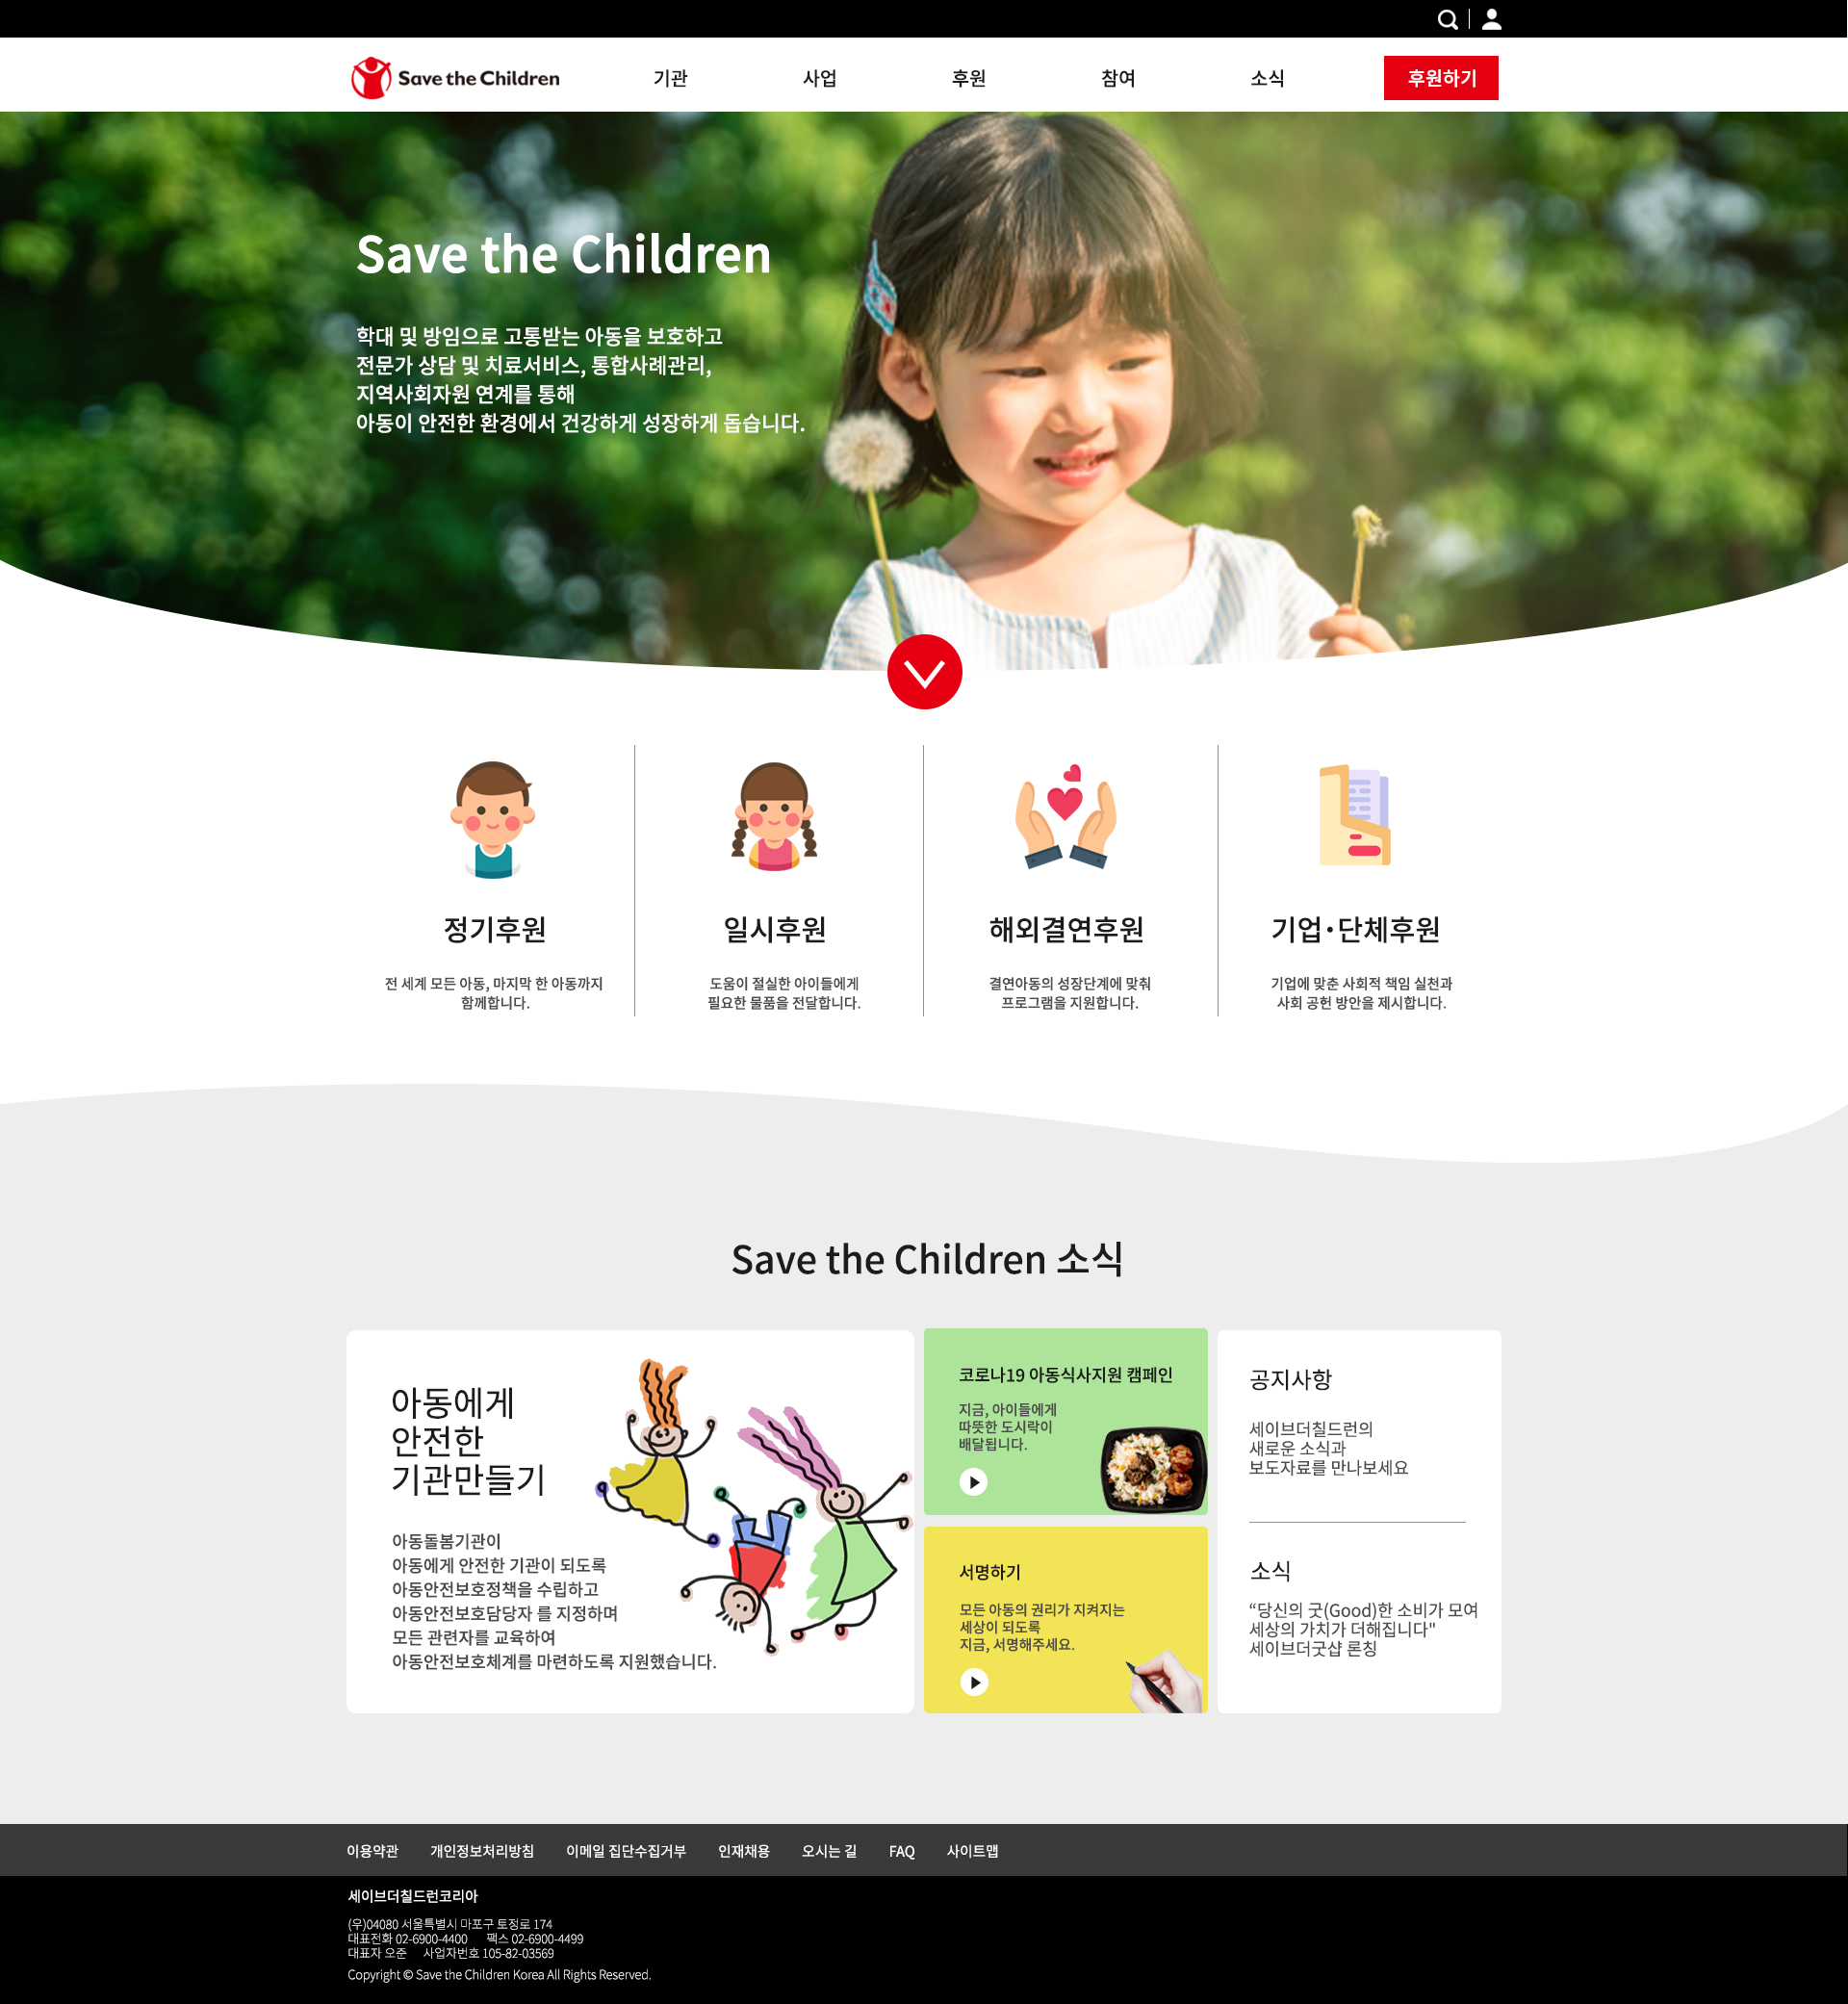 Save the Children
기관
사업
후원
참여
소식
후원하기
Save the Children
학대 및 방임으로 고통받는 아동을 보호하고
전문가 상담 및 치료서비스, 통합사례관리,
지역사회자원 연계를 통해
아동이 안전한 환경에서 건강하게 성장하게 돕습니다.
정기후원
전 세계 모든 아동, 마지막 한 아동까지
함께합니다.
일시후원
도움이 절실한 아이들에게
필요한 물품을 전달합니다.
해외결연후원
결연아동의 성장단계에 맞춰
프로그램을 지원합니다.
기업·단체후원
기업에 맞춘 사회적 책임 실천과
사회 공헌 방안을 제시합니다.
Save the Children 소식
아동에게
안전한
기관만들기
아동돌봄기관이
아동에게 안전한 기관이 되도록
아동안전보호정책을 수립하고
아동안전보호담당자 를 지정하며
모든 관련자를 교육하여
아동안전보호체계를 마련하도록 지원했습니다.
코로나19 아동식사지원 캠페인
지금, 아이들에게
따뜻한 도시락이
배달됩니다.
서명하기
모든 아동의 권리가 지켜지는
세상이 되도록
지금, 서명해주세요.
공지사항
세이브더칠드런의
새로운 소식과
보도자료를 만나보세요
소식
“당신의 굿(Good)한 소비가 모여
세상의 가치가 더해집니다"
세이브더굿샵 론칭
이용약관
개인정보처리방침
이메일 집단수집거부
인재채용
오시는 길
FAQ
사이트맵
세이브더칠드런코리아
(우)04080 서울특별시 마포구 토정로 174
대표전화 02-6900-4400 팩스 02-6900-4499
대표자 오준 사업자번호 105-82-03569
Copyright © Save the Children Korea All Rights Reserved.